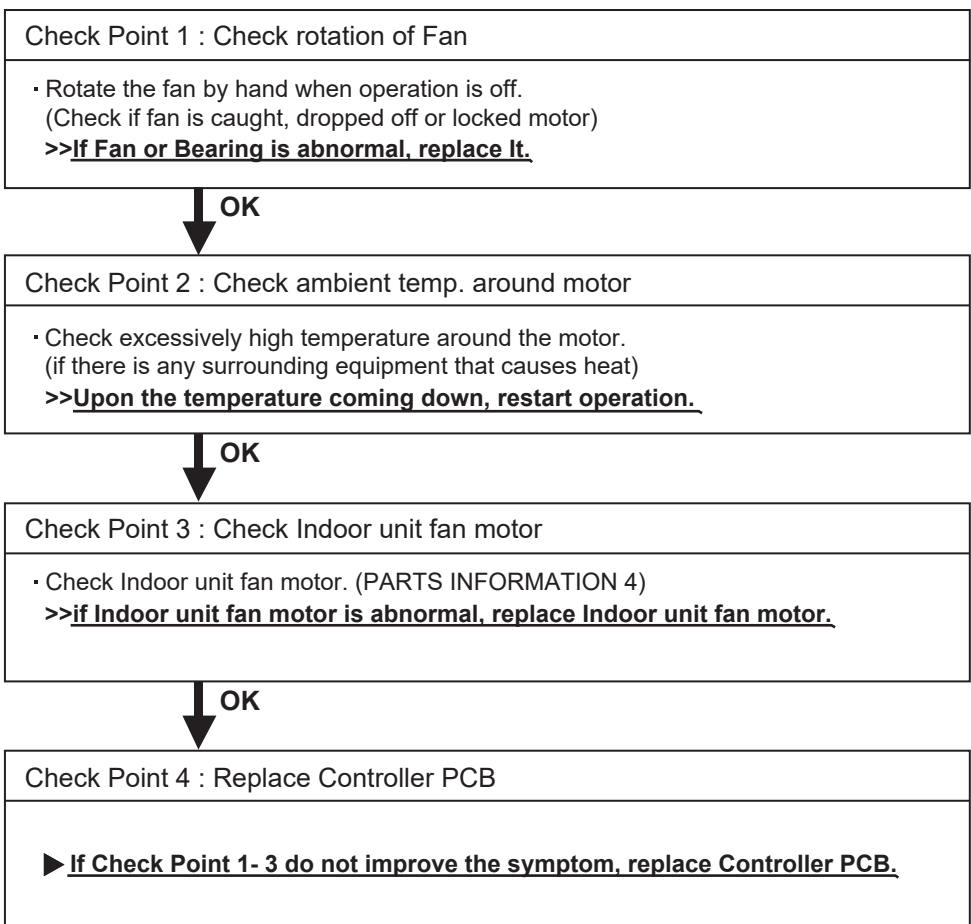 Check Point 1 : Check rotation of Fan
・Rotate the fan by hand when operation is off.
(Check if fan is caught, dropped off or locked motor)
>>If Fan or Bearing is abnormal, replace It.
OK
Check Point 2 : Check ambient temp. around motor
・Check excessively high temperature around the motor.
(if there is any surrounding equipment that causes heat)
>>Upon the temperature coming down, restart operation.
OK
Check Point 3 : Check Indoor unit fan motor
・Check Indoor unit fan motor. (PARTS INFORMATION 4)
>>if Indoor unit fan motor is abnormal, replace Indoor unit fan motor.
OK
Check Point 4 : Replace Controller PCB
▶If Check Point 1- 3 do not improve the symptom, replace Controller PCB.